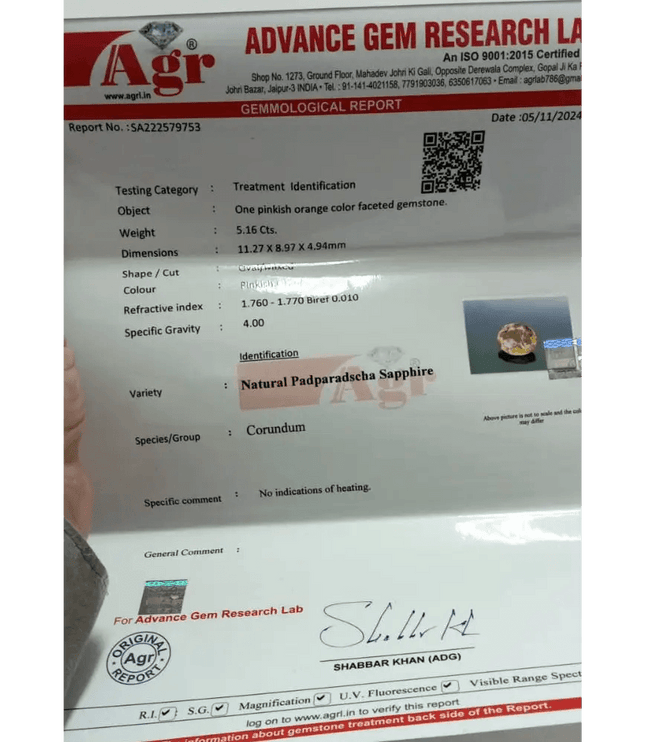 Agr ®
www.agrl.in
ADVANCE GEM RESEARCH LA
An ISO 9001:2015 Certified
Shop No. 1273, Ground Floor, Mahadev Johri Ki Gali, Opposite Derewala Complex, Gopal Ji Ka
Johri Bazar, Jaipur-3 INDIA • Tel. : 91-141-4021158, 7791903036, 6350617063 • Email : agrlab786@gma
GEMMOLOGICAL REPORT
Report No. :SA222579753
Date :05/11/2024
Testing Category : Treatment Identification
Object : One pinkish orange color faceted gemstone.
Weight : 5.16 Cts.
Dimensions : 11.27 X 8.97 X 4.94mm
Shape / Cut :
Colour :
Refractive index : 1.760 - 1.770 Biref 0.010
Specific Gravity : 4.00
Identification
Variety : Natural Padparadscha Sapphire
Agr
Above picture is not to scale and the
may differ
Species/Group : Corundum
Specific comment : No indications of heating.
General Comment :
For Advance Gem Research Lab
ORIGINAL
Agr
REPORT
SHABBAR KHAN (ADG)
R.I. ✓ S.G. ✓ Magnification ✓ U.V. Fluorescence ✓ Visible Range Spect
log on to www.agrl.in to verify this report
formation about gemstone treatment back side of the Report.